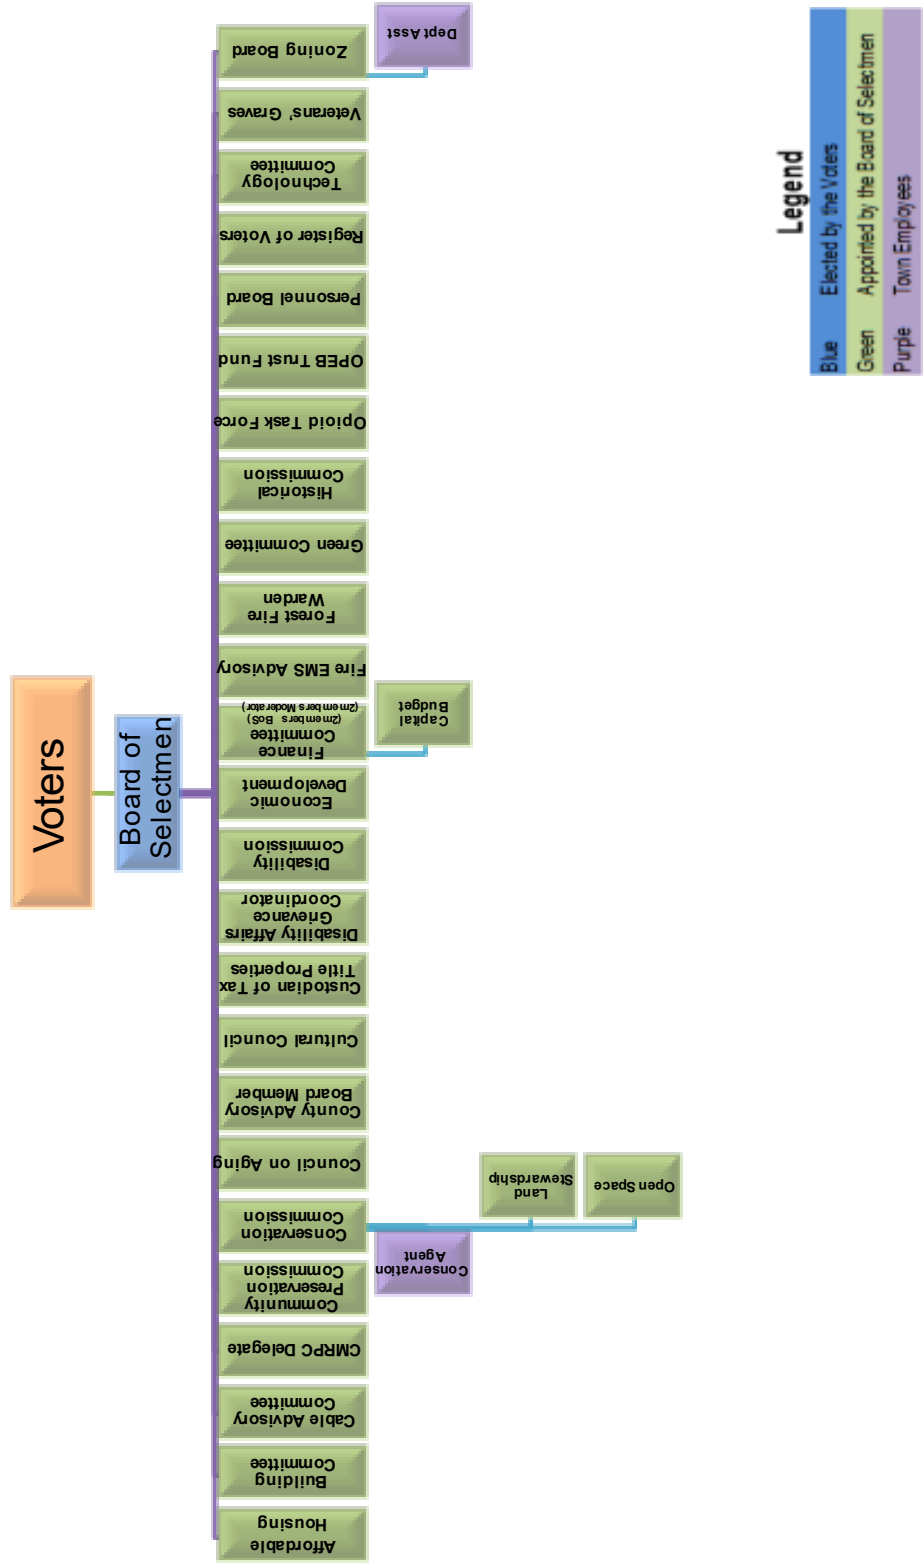 Voters
Board of
Selectmen
Affordable
Housing
Building
Committee
Cable Advisory
Committee
CMRPC Delegate
Community
Preservation
Commission
Conservation
Commission
Conservation
Agent
Land
Stewardship
Open Space
Council on Aging
County Advisory
Board Member
Cultural Council
Custodian of Tax
Title Properties
Disability Affairs
Grievance
Coordinator
Disability
Commission
Economic
Development
Finance
Committee
(2members BoS)
(2members Moderator)
Capital
Budget
Fire EMS Advisory
Forest Fire
Warden
Green Committee
Historical
Commission
Opioid Task Force
OPEB Trust Fund
Personnel Board
Register of Voters
Technology
Committee
Veterans' Graves
Zoning Board
Dept Asst
Legend
Blue Elected by the Voters
Green Appointed by the Board of Selectmen
Purple Town Employees